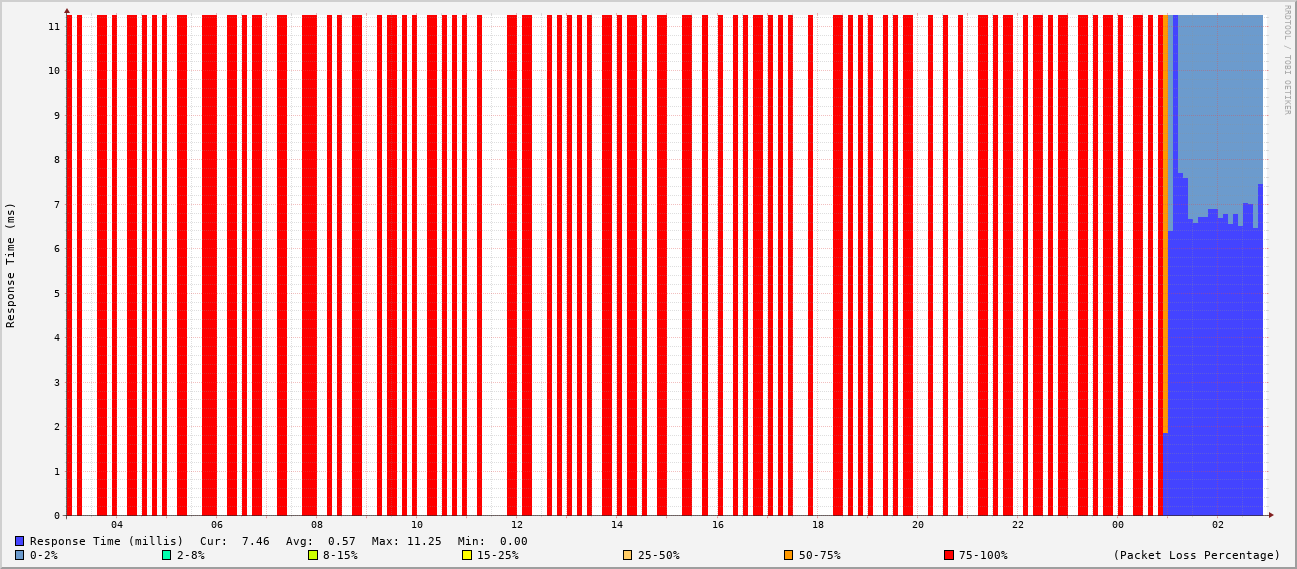 RRDTOOL / TOBI OETIKER
Response Time (ms)
11
10
9
8
7
6
5
4
3
2
1
0
04 06 08 10 12 14 16 18 20 22 00 02
Response Time (millis) Cur: 7.46 Avg: 0.57 Max: 11.25 Min: 0.00
0-2% 2-8% 8-15% 15-25% 25-50% 50-75% 75-100% (Packet Loss Percentage)